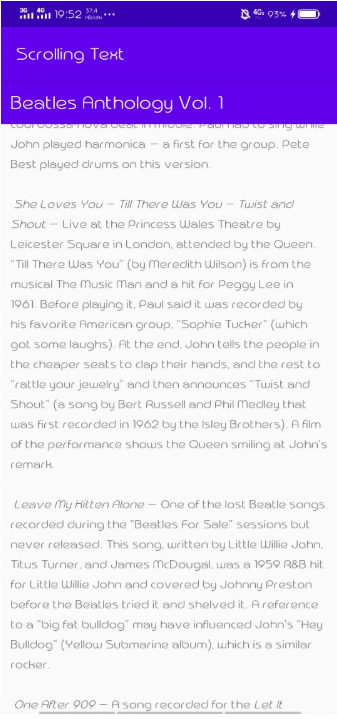 3G 4G 19:52 37.4 4G 93%
Scrolling Text
Beatles Anthology Vol. 1
cool bossa nova beat in middle. Paul had to sing while
John played harmonica – a first for the group. Pete
Best played drums on this version.
She Loves You – Till There Was You – Twist and
Shout – Live at the Princess Wales Theatre by
Leicester Square in London, attended by the Queen.
"Till There Was You" (by Meredith Wilson) is from the
musical The Music Man and a hit for Peggy Lee in
1961. Before playing it, Paul said it was recorded by
his favorite American group, "Sophie Tucker" (which
got some laughs). At the end, John tells the people in
the cheaper seats to clap their hands, and the rest to
"rattle your jewelry" and then announces "Twist and
Shout" (a song by Bert Russell and Phil Medley that
was first recorded in 1962 by the Isley Brothers). A film
of the performance shows the Queen smiling at John's
remark.
Leave My Kitten Alone – One of the lost Beatle songs
recorded during the "Beatles For Sale" sessions but
never released. This song, written by Little Willie John,
Titus Turner, and James McDougal, was a 1959 R&B hit
for Little Willie John and covered by Johnny Preston
before the Beatles tried it and shelved it. A reference
to a "big fat bulldog" may have influenced John's "Hey
Bulldog" (Yellow Submarine album), which is a similar
rocker.
One After 909 – A song recorded for the Let It